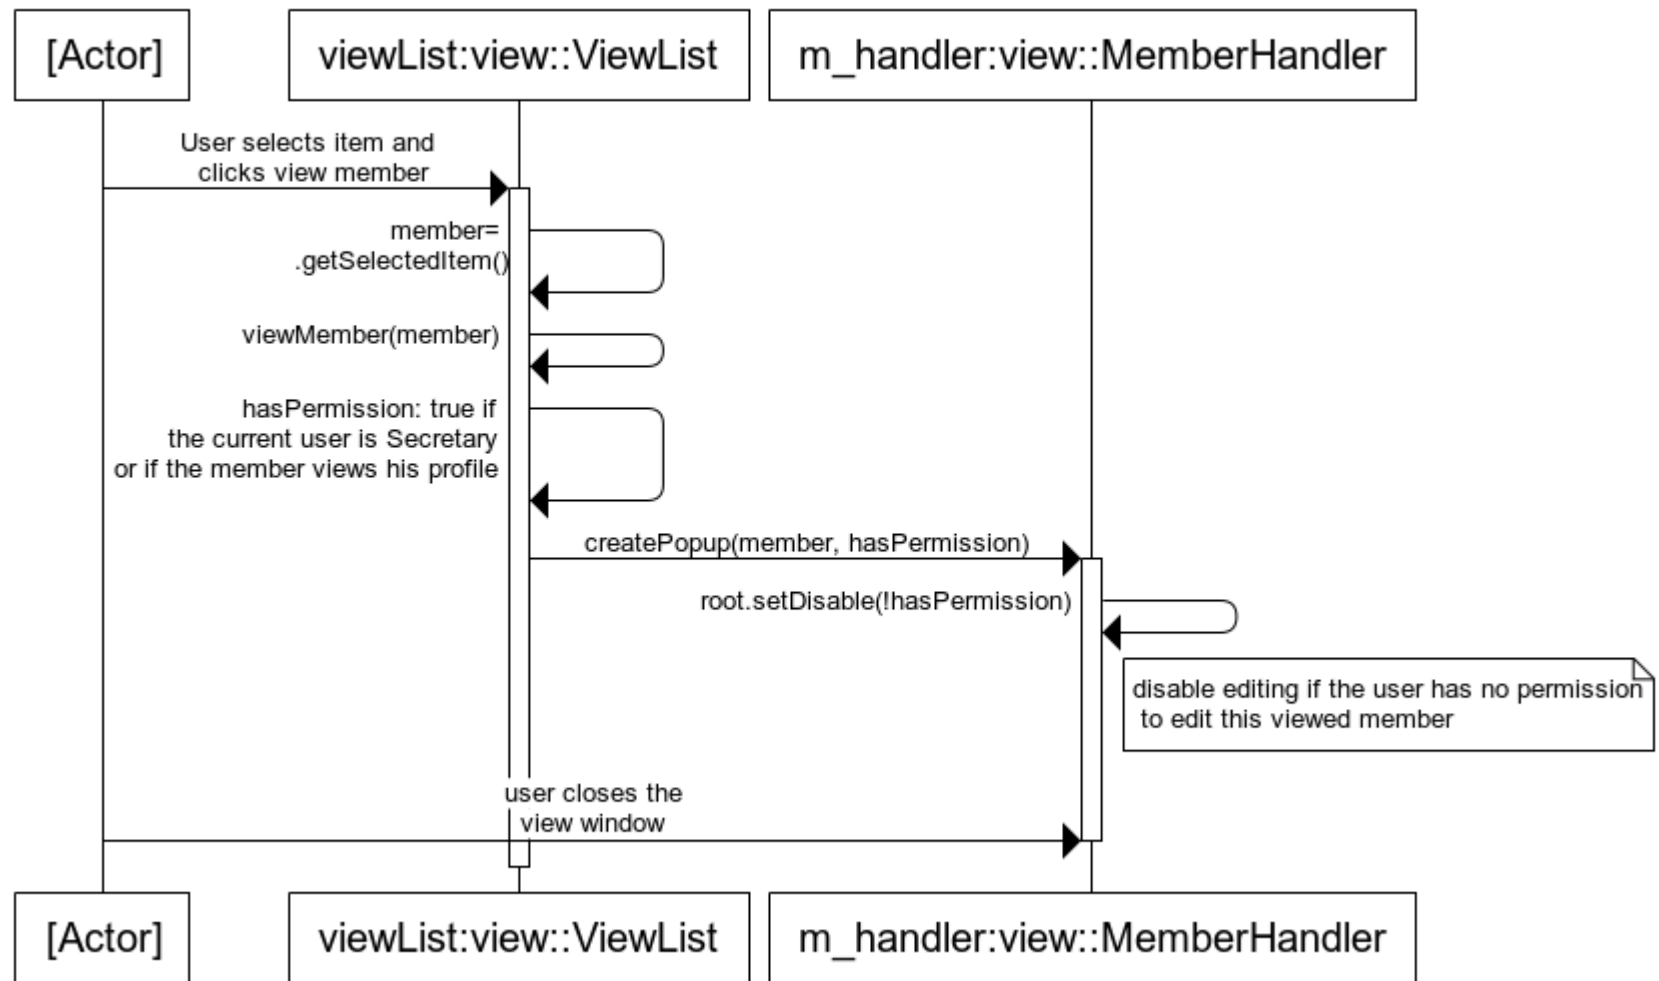 [Actor]
viewList:view::ViewList
m_handler:view::MemberHandler
User selects item and
clicks view member
member=
.getSelectedItem()
viewMember(member)
hasPermission: true if
the current user is Secretary
or if the member views his profile
createPopup(member, hasPermission)
root.setDisable(!hasPermission)
disable editing if the user has no permission
to edit this viewed member
user closes the
view window
[Actor]
viewList:view::ViewList
m_handler:view::MemberHandler